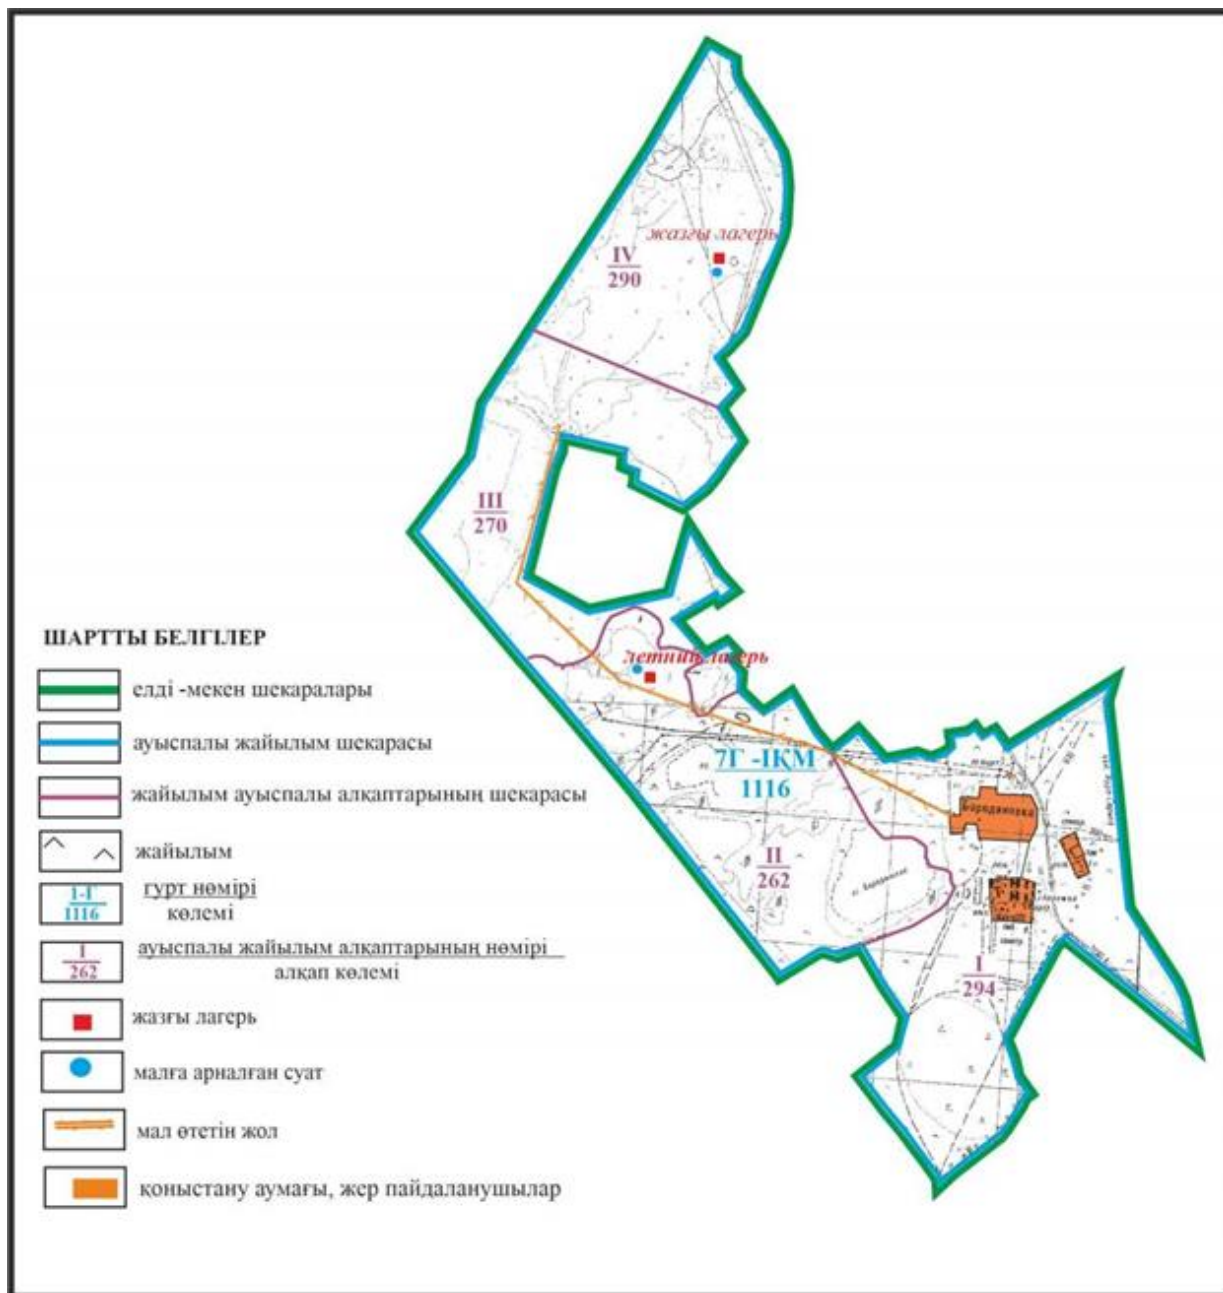 жазғы лагерь
IV
290
III
270
летний лагерь
7Г -ІҚМ
1116
Бородановка
II
262
I
294
ШАРТТЫ БЕЛГІЛЕР
елді -мекен шекаралары
ауыспалы жайылым шекарасы
жайылым ауыспалы алқаптарының шекарасы
жайылым
1-Г
1116
гурт нөмірі
көлемі
I
262
ауыспалы жайылым алқаптарының нөмірі
алқап көлемі
жазғы лагерь
малға арналған суат
мал өтетін жол
қоныстану аумағы, жер пайдаланушылар